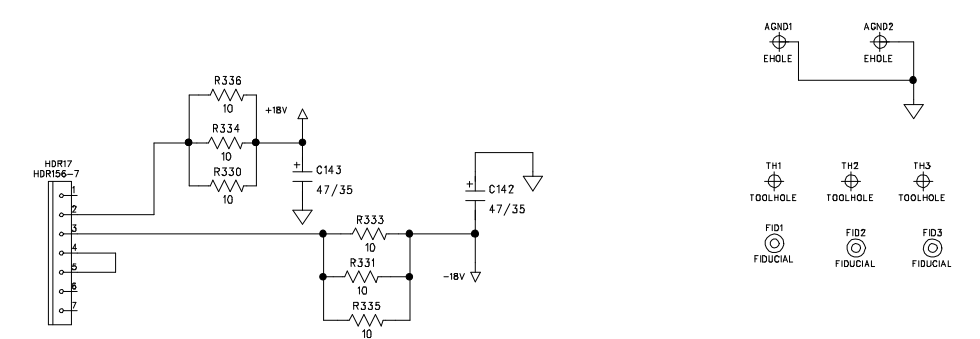 AGND1
EHOLE
AGND2
EHOLE
R336
10
+18V
R334
10
R330
10
+
C143
47/35
HDR17
HDR156-7
1
2
3
4
5
6
7
+
C142
47/35
R333
10
R331
10
-18V
R335
10
TH1
TOOLHOLE
TH2
TOOLHOLE
TH3
TOOLHOLE
FID1
FIDUCIAL
FID2
FIDUCIAL
FID3
FIDUCIAL